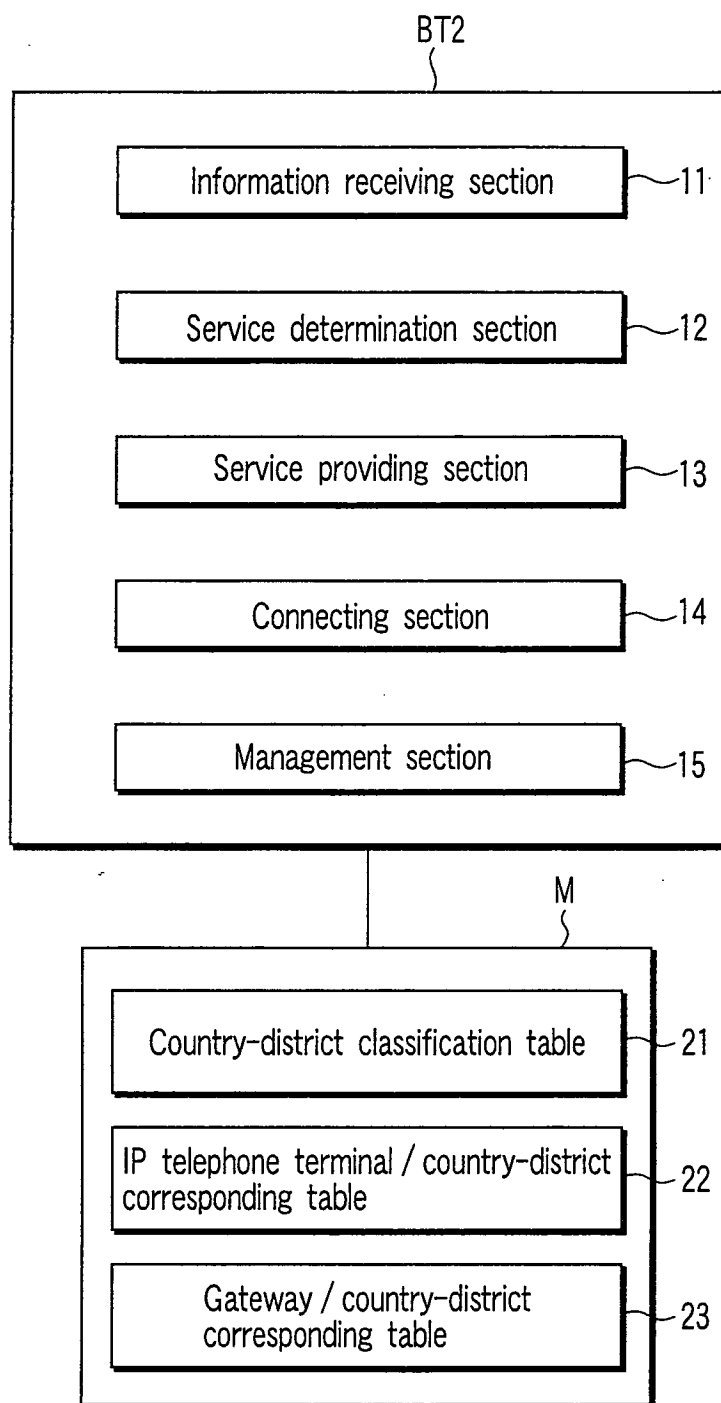 BT2
Information receiving section
11
Service determination section
12
Service providing section
13
Connecting section
14
Management section
15
M
Country-district classification table
21
IP telephone terminal / country-district
corresponding table
22
Gateway / country-district
corresponding table
23